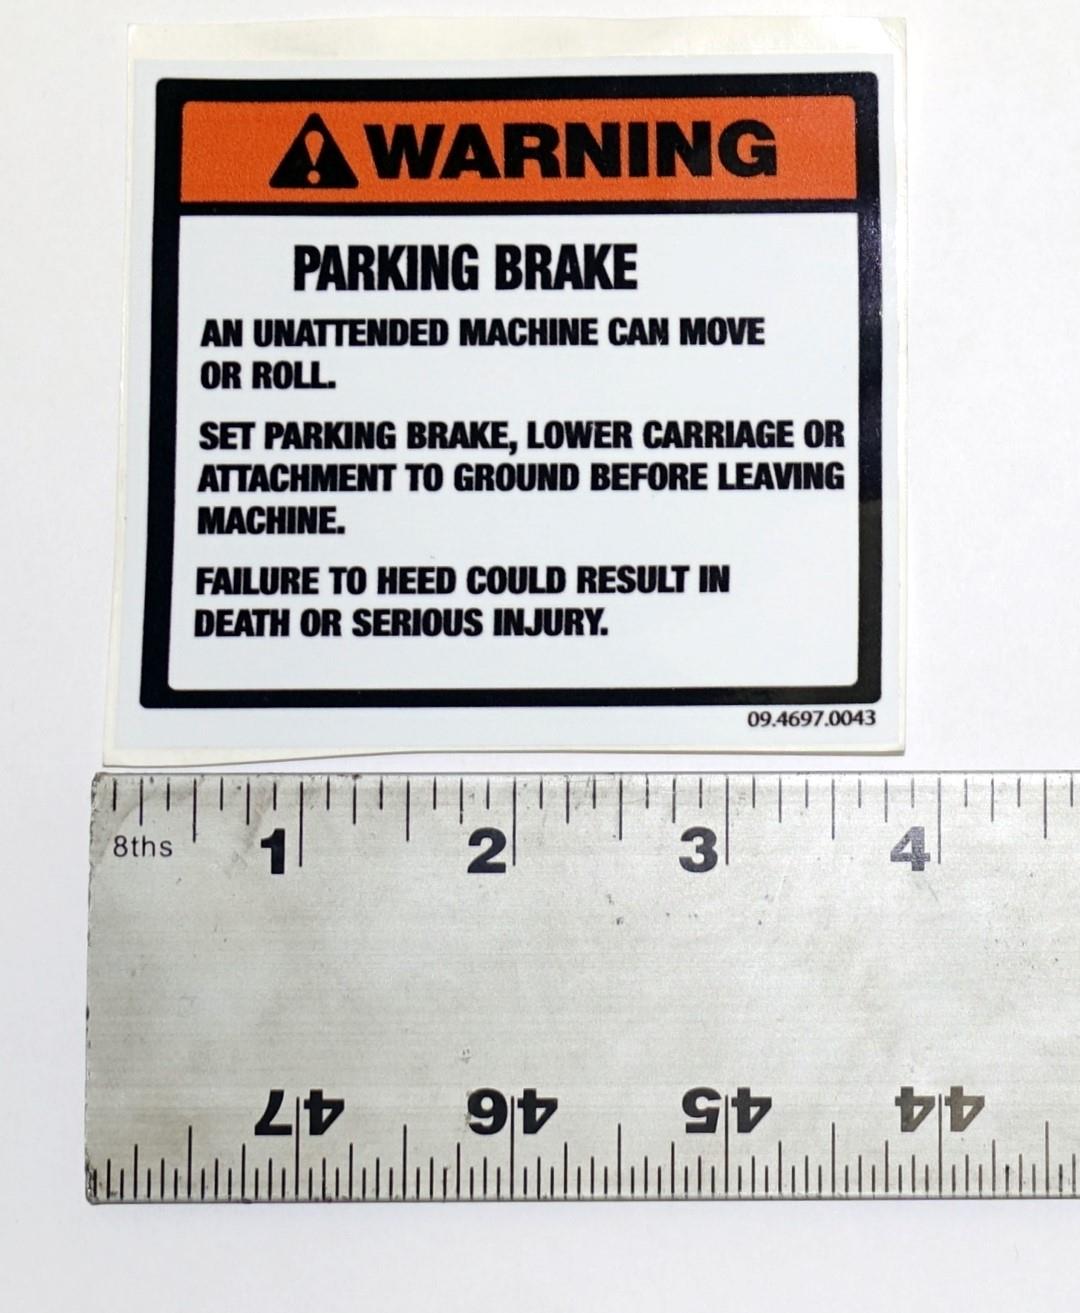 WARNING
PARKING BRAKE
AN UNATTENDED MACHINE CAN MOVE
OR ROLL.
SET PARKING BRAKE, LOWER CARRIAGE OR
ATTACHMENT TO GROUND BEFORE LEAVING
MACHINE.
FAILURE TO HEED COULD RESULT IN
DEATH OR SERIOUS INJURY.
09.4697.0043
8ths 1 2 3 4
47 46 45 44